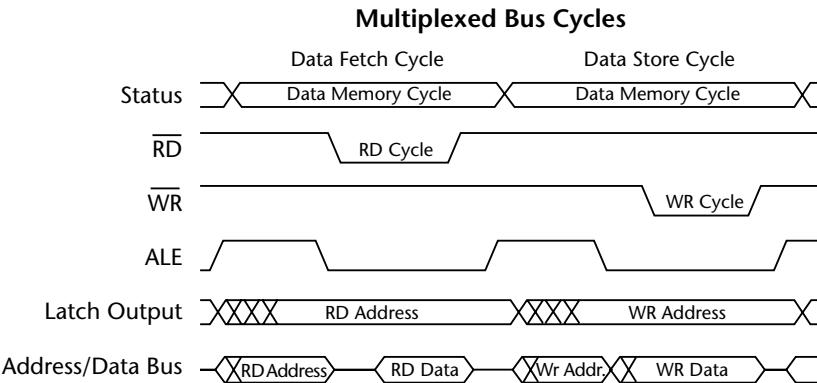 Multiplexed Bus Cycles
Data Fetch Cycle Data Store Cycle
Status Data Memory Cycle Data Memory Cycle
RD RD Cycle
WR WR Cycle
ALE
Latch Output RD Address WR Address
Address/Data Bus RD Address RD Data Wr Addr. WR Data